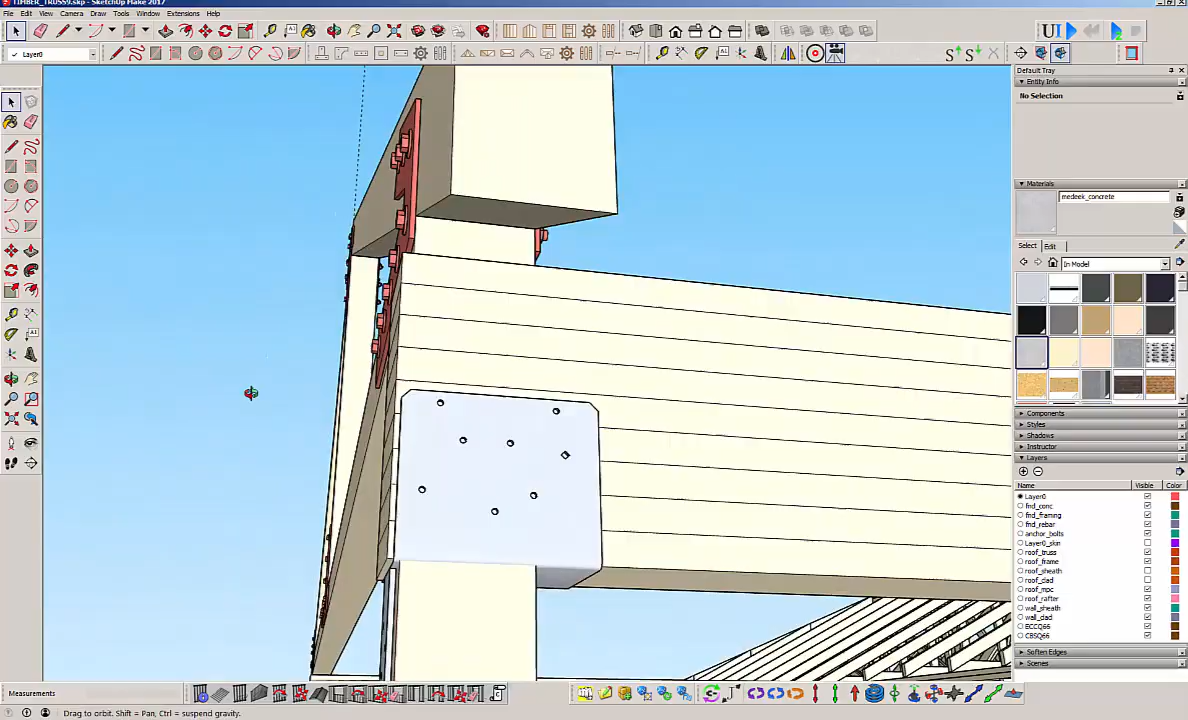 TIMBER_TRUSS9.skp - SketchUp Make 2017
File Edit View Camera Draw Tools Window Extensions Help
UI
Layer0
Default Tray
Entity Info
No Selection
Materials
medeek_concrete
Select Edit
In Model
Components
Styles
Shadows
Instructor
Layers
Name Visible Color
Layer0
fnd_conc
fnd_framing
fnd_rebar
anchor_bolts
Layer0_skin
roof_truss
roof_frame
roof_sheath
roof_clad
roof_mpc
roof_rafter
wall_sheath
wall_clad
ECCQ66
CBSQ66
Soften Edges
Scenes
Measurements
Drag to orbit. Shift = Pan, Ctrl = suspend gravity.